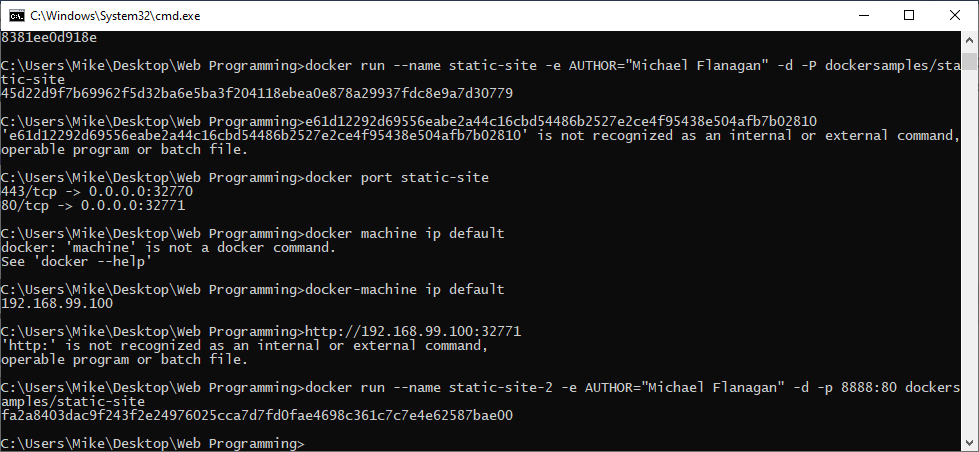 C:\Windows\System32\cmd.exe
8381ee0d918e
C:\Users\Mike\Desktop\Web Programming>docker run --name static-site -e AUTHOR="Michael Flanagan" -d -P dockersamples/sta
tic-site
45d22d9f7b69962f5d32ba6e5ba3f204118ebea0e878a29937fdc8e9a7d30779
C:\Users\Mike\Desktop\Web Programming>e61d12292d69556eabe2a44c16cbd54486b2527e2ce4f95438e504afb7b02810
'e61d12292d69556eabe2a44c16cbd54486b2527e2ce4f95438e504afb7b02810' is not recognized as an internal or external command,
operable program or batch file.
C:\Users\Mike\Desktop\Web Programming>docker port static-site
443/tcp -> 0.0.0.0:32770
80/tcp -> 0.0.0.0:32771
C:\Users\Mike\Desktop\Web Programming>docker machine ip default
docker: 'machine' is not a docker command.
See 'docker --help'
C:\Users\Mike\Desktop\Web Programming>docker-machine ip default
192.168.99.100
C:\Users\Mike\Desktop\Web Programming>http://192.168.99.100:32771
'http:' is not recognized as an internal or external command,
operable program or batch file.
C:\Users\Mike\Desktop\Web Programming>docker run --name static-site-2 -e AUTHOR="Michael Flanagan" -d -p 8888:80 dockers
amples/static-site
fa2a8403dac9f243f2e24976025cca7d7fd0fae4698c361c7c7e4e62587bae00
C:\Users\Mike\Desktop\Web Programming>